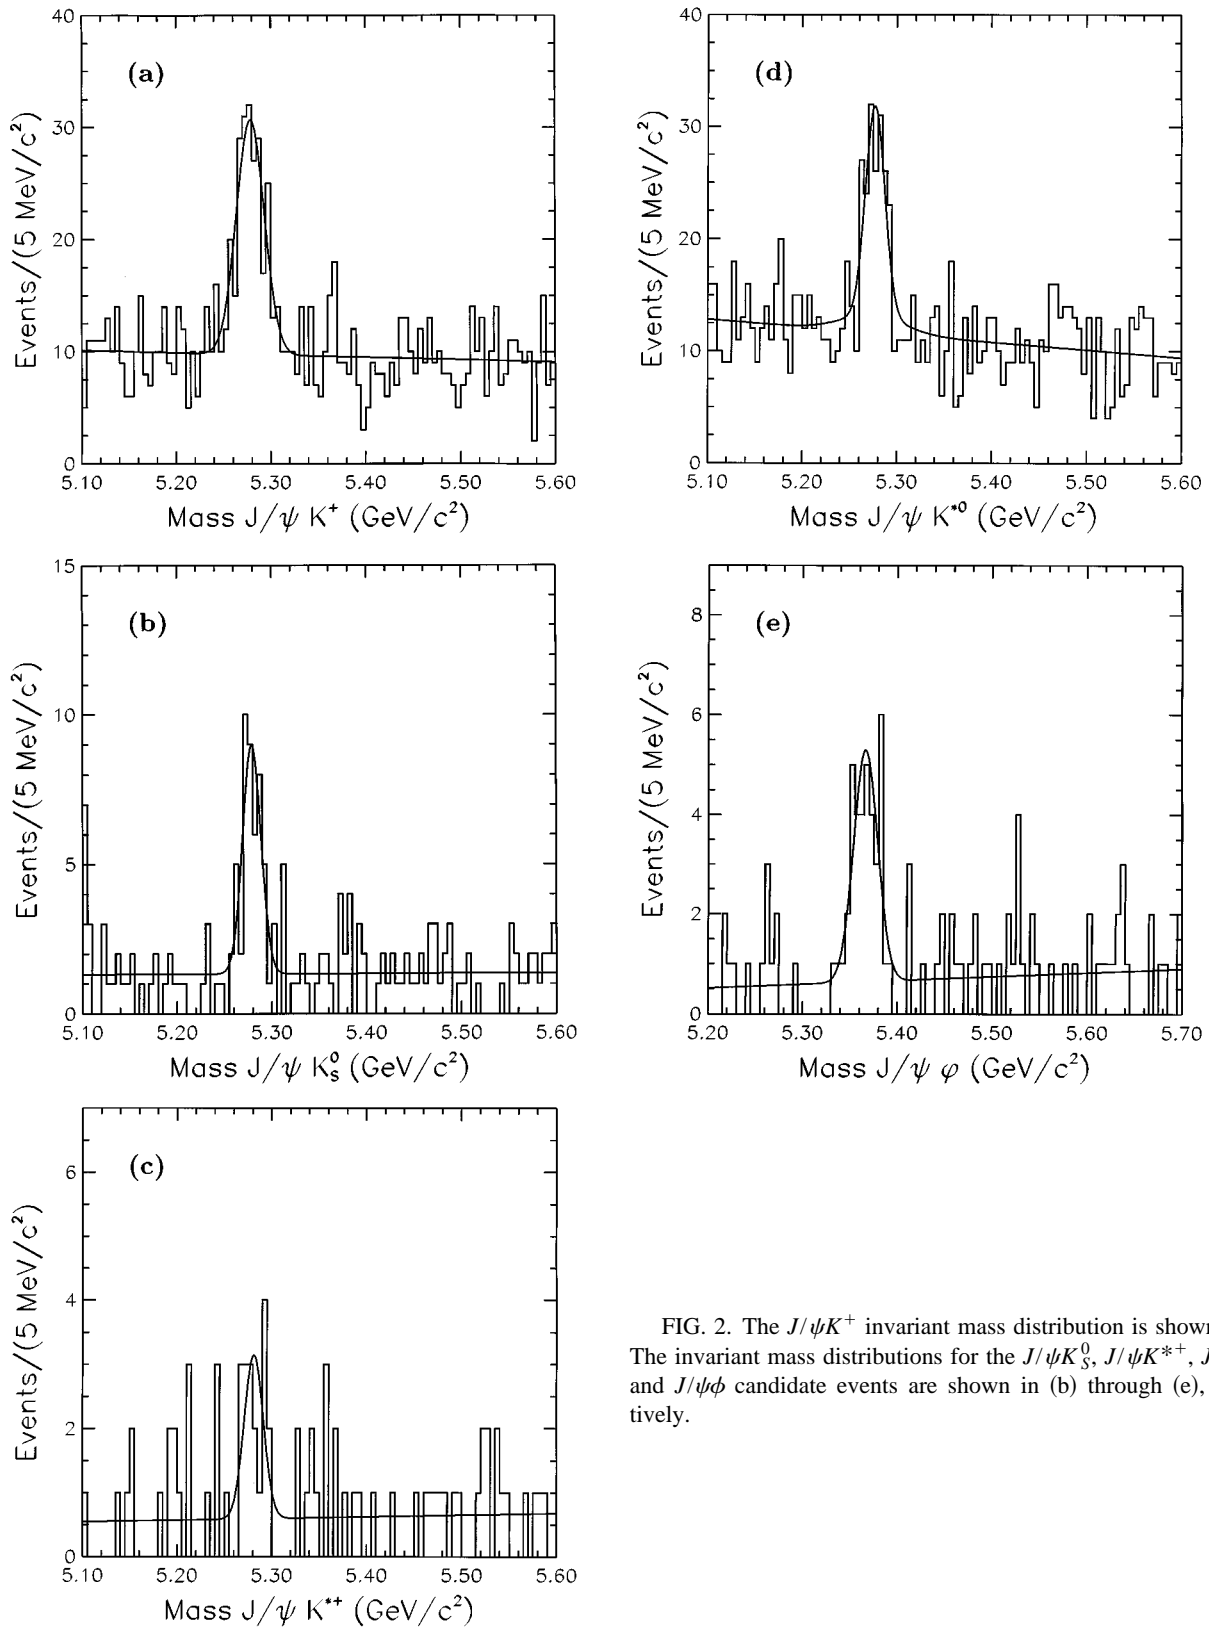 40
30
20
10
0
Events/(5 MeV/c²)
(a)
5.10 5.20 5.30 5.40 5.50 5.60
Mass J/ψ K⁺ (GeV/c²)
40
30
20
10
0
Events/(5 MeV/c²)
(d)
5.10 5.20 5.30 5.40 5.50 5.60
Mass J/ψ K*⁰ (GeV/c²)
15
10
5
0
Events/(5 MeV/c²)
(b)
5.10 5.20 5.30 5.40 5.50 5.60
Mass J/ψ K⁰_S (GeV/c²)
8
6
4
2
0
Events/(5 MeV/c²)
(e)
5.20 5.30 5.40 5.50 5.60 5.70
Mass J/ψ φ (GeV/c²)
6
4
2
0
Events/(5 MeV/c²)
(c)
5.10 5.20 5.30 5.40 5.50 5.60
Mass J/ψ K*⁺ (GeV/c²)
FIG. 2. The J/ψK⁺ invariant mass distribution is shown
The invariant mass distributions for the J/ψK⁰_S, J/ψK*⁺, J
and J/ψϕ candidate events are shown in (b) through (e),
tively.